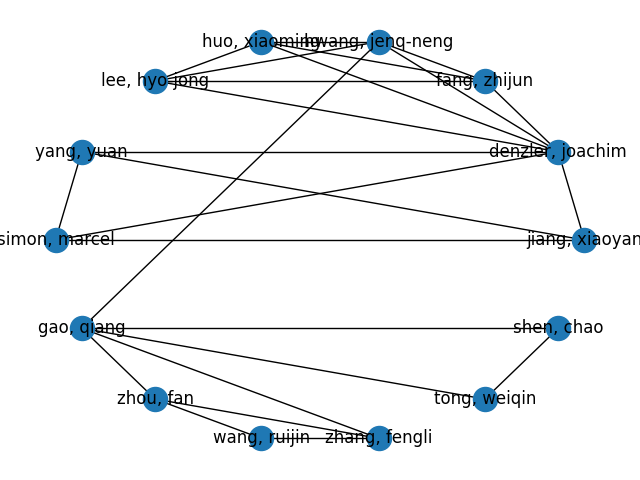 huo, xiaoming
hwang, jenq-neng
lee, hyo jong
fang, zhijun
yang, yuan
denzler, joachim
simon, marcel
jiang, xiaoyan
gao, qiang
shen, chao
zhou, fan
tong, weiqin
wang, ruijin
zhang, fengli